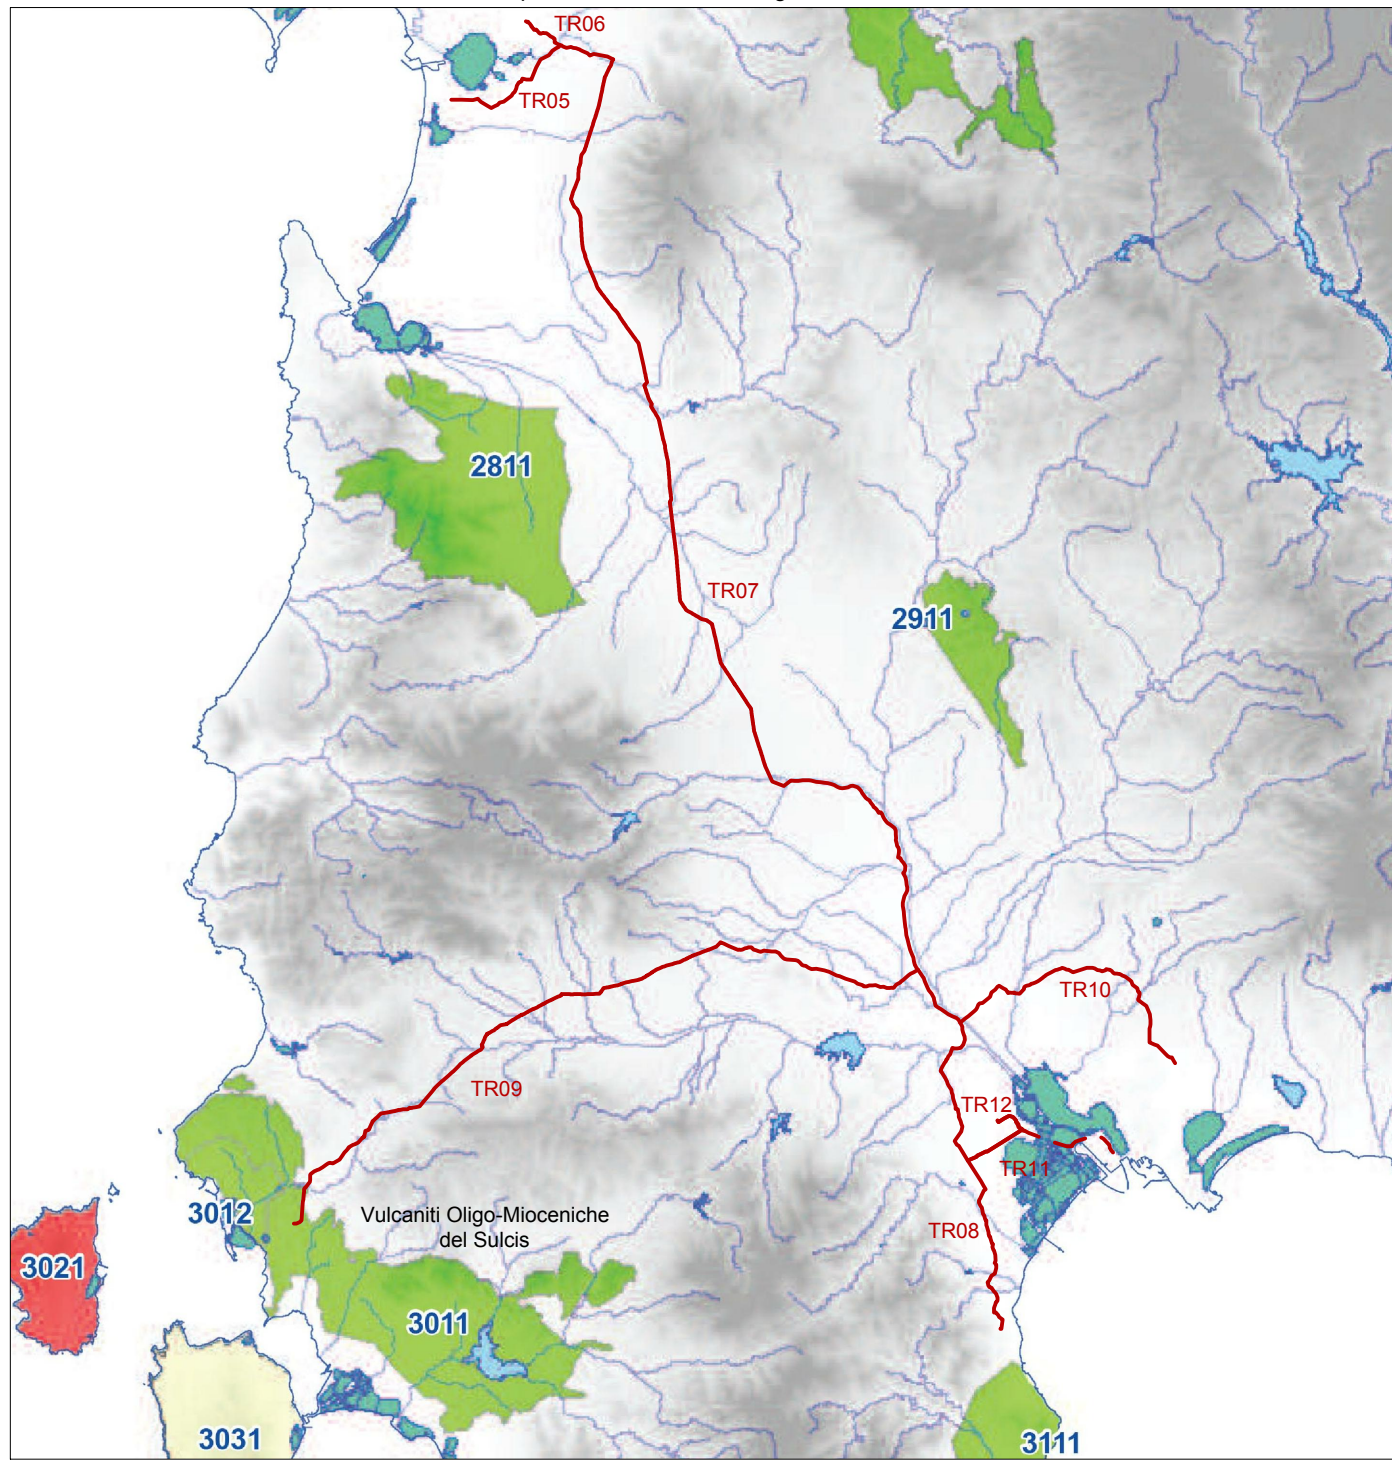 TR06
TR05
2811
TR07
2911
TR10
TR09
TR12
TR11
3012
Vulcaniti Oligo-Mioceniche
del Sulcis
TR08
3021
3011
3031
3111